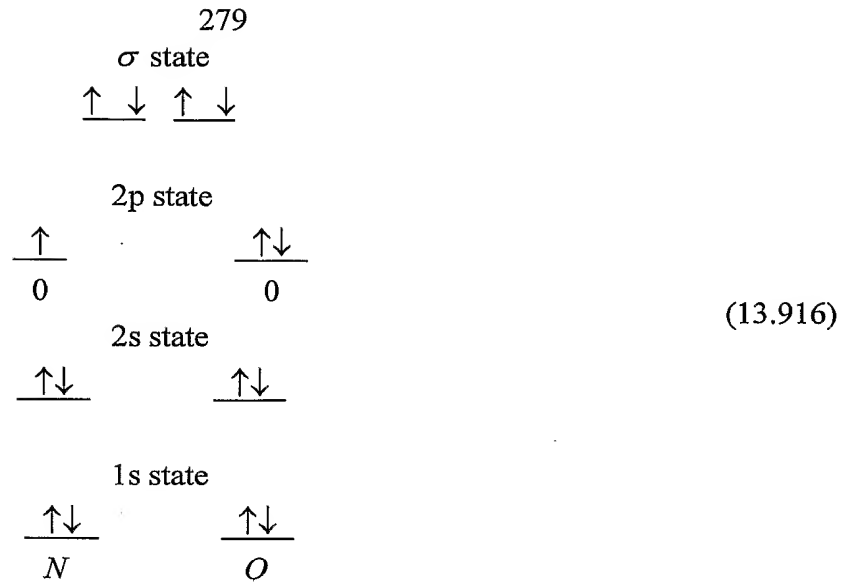 279
σ state
↑ ↓ ↑ ↓
2p state
↑ ↑↓
0 0
(13.916)
2s state
↑↓ ↑↓
1s state
↑↓ ↑↓
N O